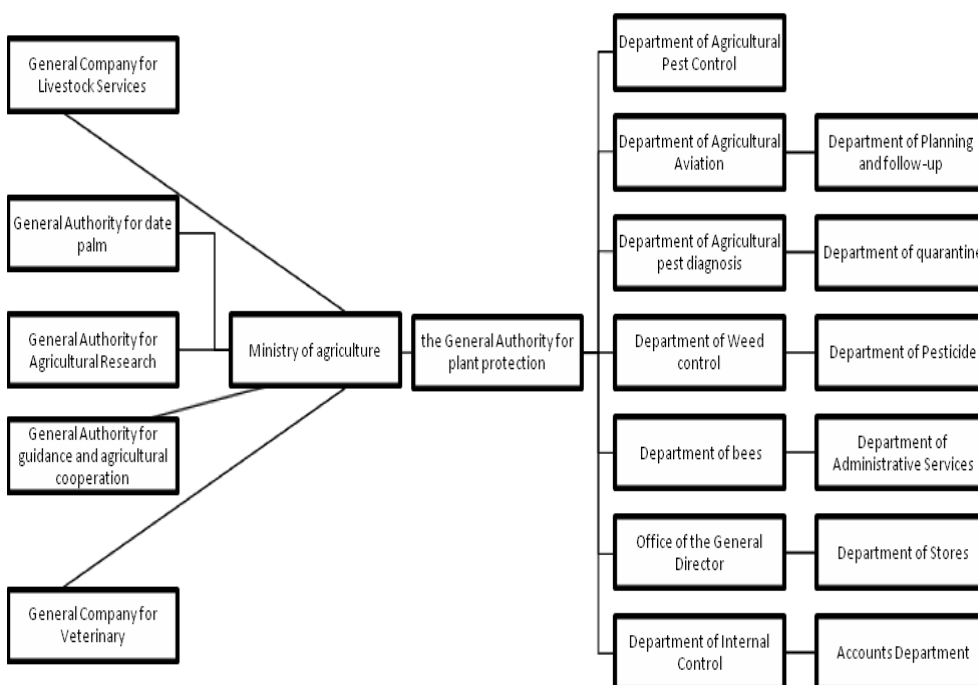 General Company for
Livestock Services
General Authority for date
palm
General Authority for
Agricultural Research
General Authority for
guidance and agricultural
cooperation
General Company for
Veterinary
Ministry of agriculture
the General Authority for
plant protection
Department of Agricultural
Pest Control
Department of Agricultural
Aviation
Department of Agricultural
pest diagnosis
Department of Weed
control
Department of bees
Office of the General
Director
Department of Internal
Control
Department of Planning
and follow-up
Department of quarantine
Department of Pesticide
Department of
Administrative Services
Department of Stores
Accounts Department